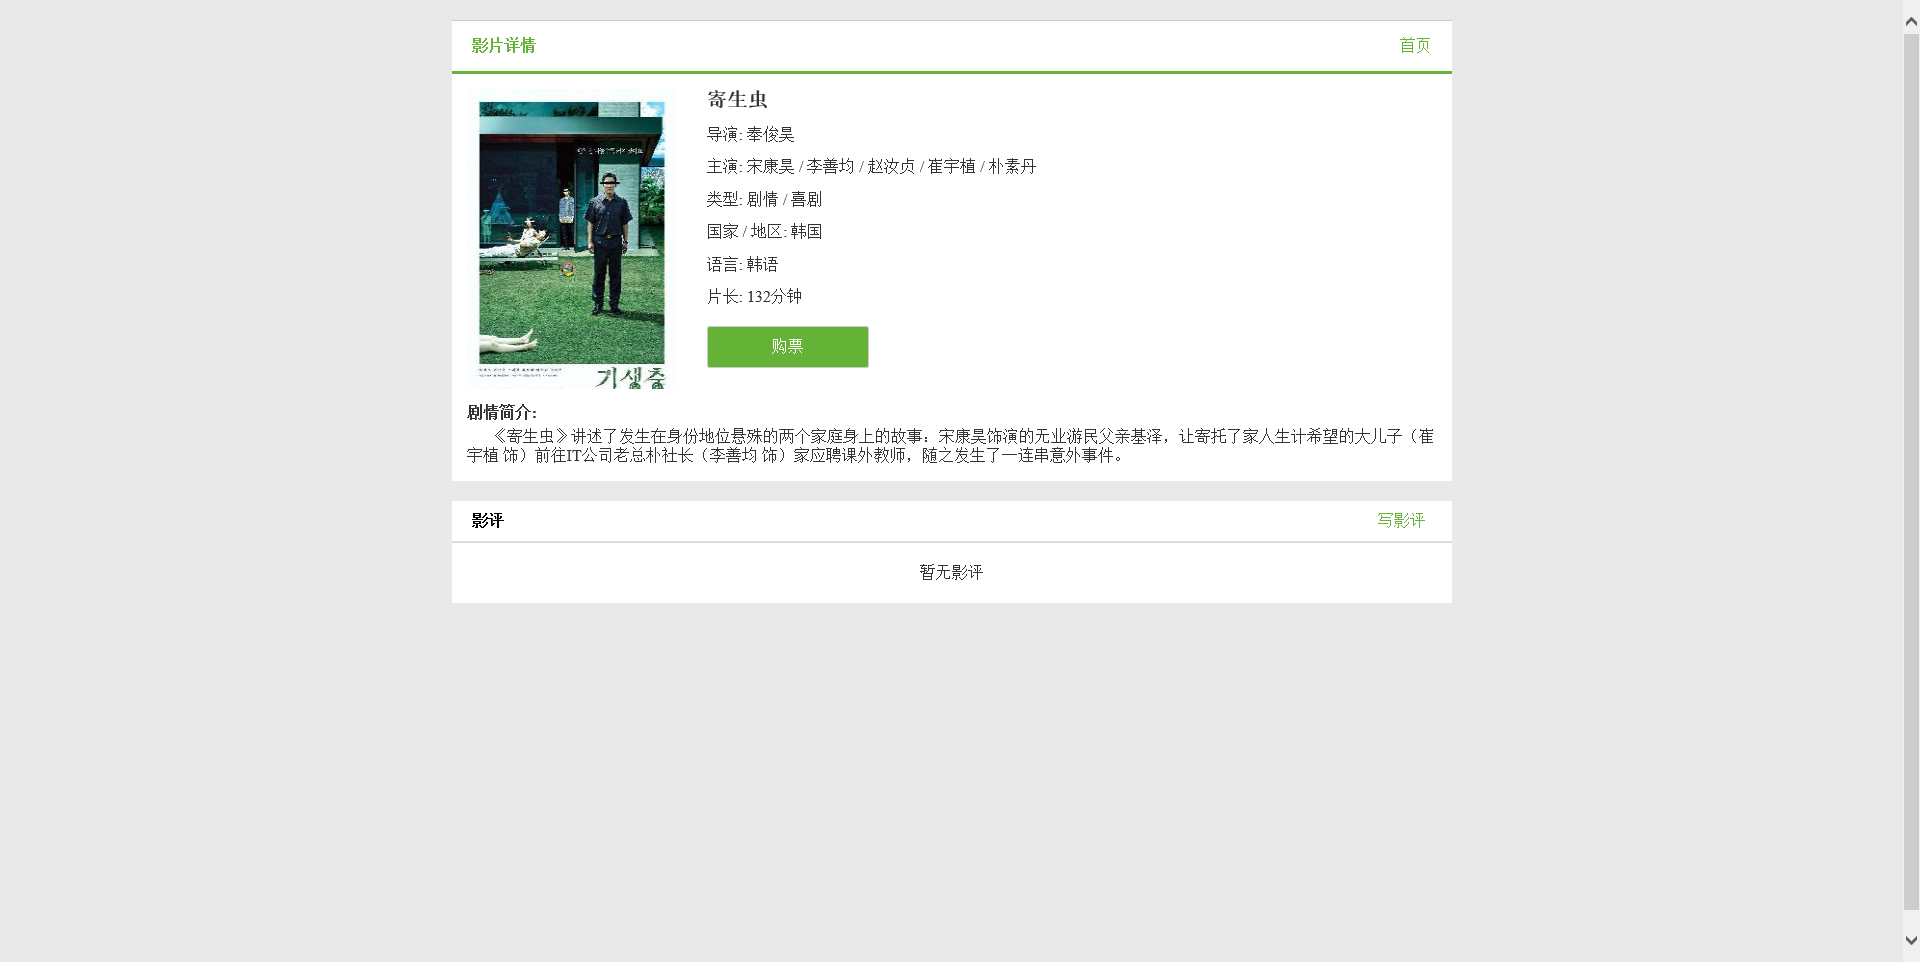 影片详情
首页
寄生虫
导演: 奉俊昊
主演: 宋康昊 / 李善均 / 赵汝贞 / 崔宇植 / 朴素丹
类型: 剧情 / 喜剧
国家 / 地区: 韩国
语言: 韩语
片长: 132分钟
购票
기생충
剧情简介:
《寄生虫》讲述了发生在身份地位悬殊的两个家庭身上的故事：宋康昊饰演的无业游民父亲基泽，让寄托了家人生计希望的大儿子（崔
宇植 饰）前往IT公司老总朴社长（李善均 饰）家应聘课外教师，随之发生了一连串意外事件。
影评
写影评
暂无影评